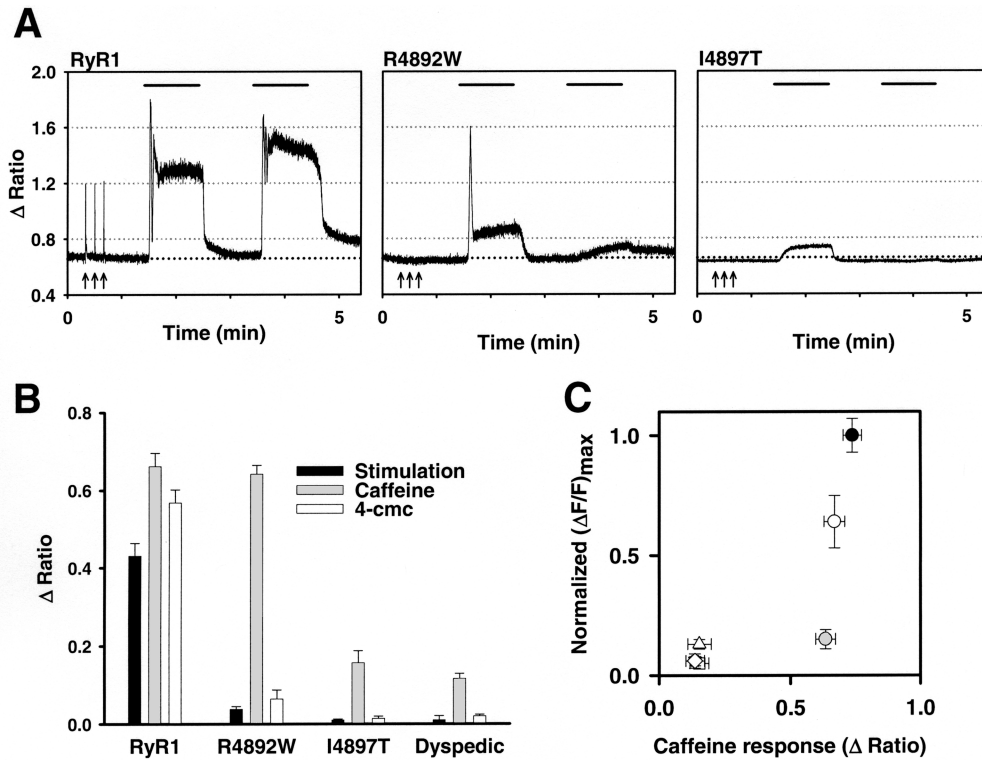 A
RyR1
R4892W
I4897T
2.0
1.6
1.2
0.8
0.4
Δ Ratio
0 5
0 5
0 5
Time (min)
Time (min)
Time (min)
B
0.8
0.6
0.4
0.2
0.0
Δ Ratio
Stimulation
Caffeine
4-cmc
RyR1 R4892W I4897T Dyspedic
C
1.0
0.5
0.0
Normalized (ΔF/F)max
0.0 0.5 1.0
Caffeine response (Δ Ratio)